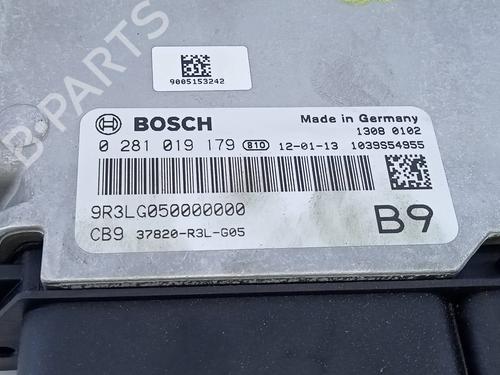 B-PARTS
9005153242
BOSCH
Made in Germany
1308 0102
0 281 019 179 810 12-01-13 1039S54955
9R3LG050000000
CB9 37820-R3L-G05
B9